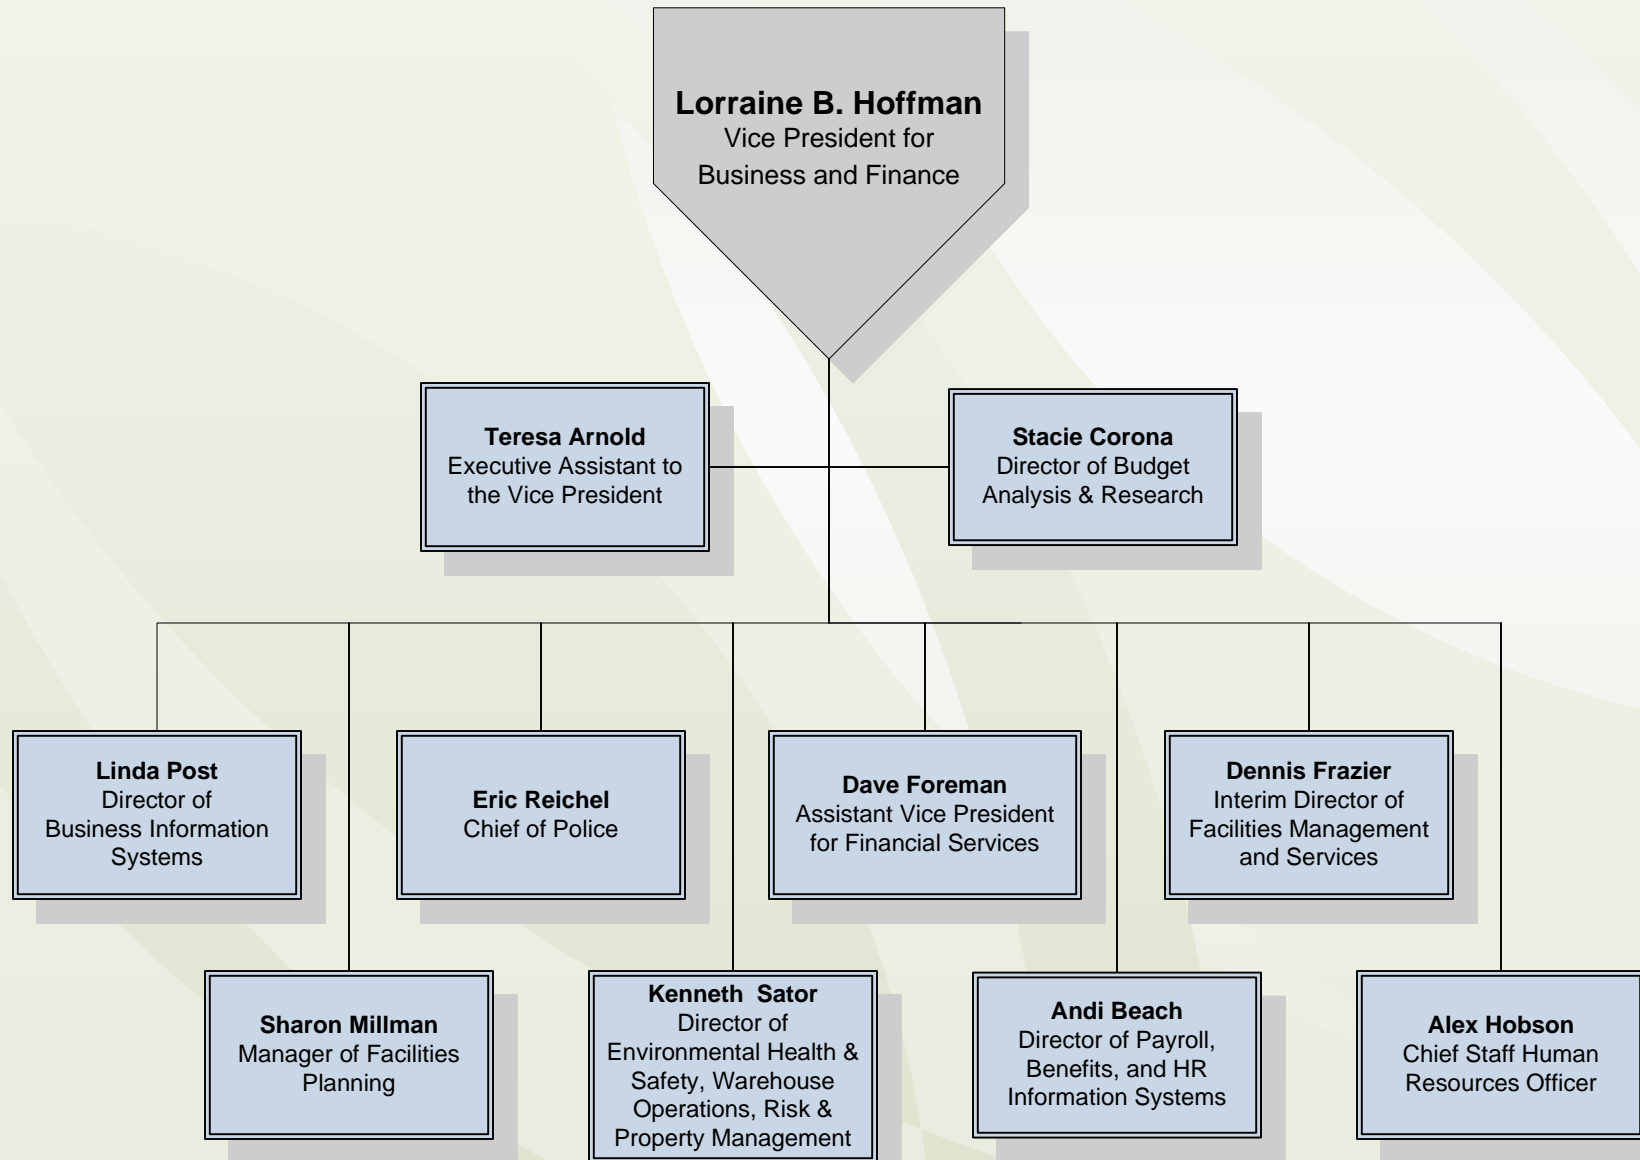 Lorraine B. Hoffman
Vice President for
Business and Finance
Teresa Arnold
Executive Assistant to
the Vice President
Stacie Corona
Director of Budget
Analysis & Research
Linda Post
Director of
Business Information
Systems
Eric Reichel
Chief of Police
Dave Foreman
Assistant Vice President
for Financial Services
Dennis Frazier
Interim Director of
Facilities Management
and Services
Sharon Millman
Manager of Facilities
Planning
Kenneth  Sator
Director of
Environmental Health &
Safety, Warehouse
Operations, Risk &
Property Management
Andi Beach
Director of Payroll,
Benefits, and HR
Information Systems
Alex Hobson
Chief Staff Human
Resources Officer